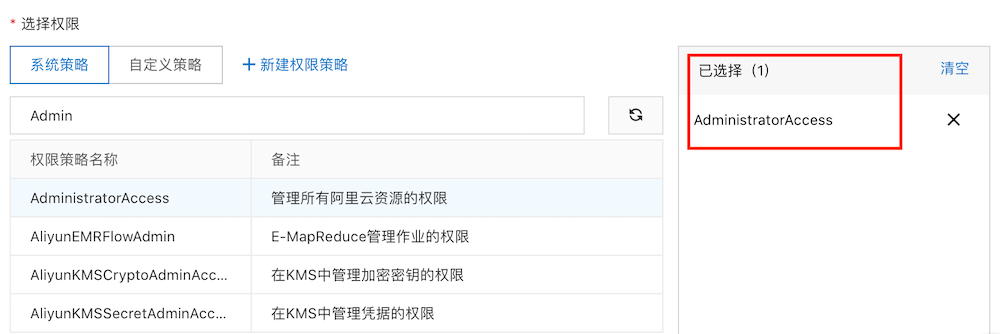 * 选择权限
系统策略 自定义策略 + 新建权限策略
Admin
权限策略名称 备注
AdministratorAccess 管理所有阿里云资源的权限
AliyunEMRFlowAdmin E-MapReduce管理作业的权限
AliyunKMSCryptoAdminAcc... 在KMS中管理加密密钥的权限
AliyunKMSSecretAdminAcc... 在KMS中管理凭据的权限
已选择（1） 清空
AdministratorAccess